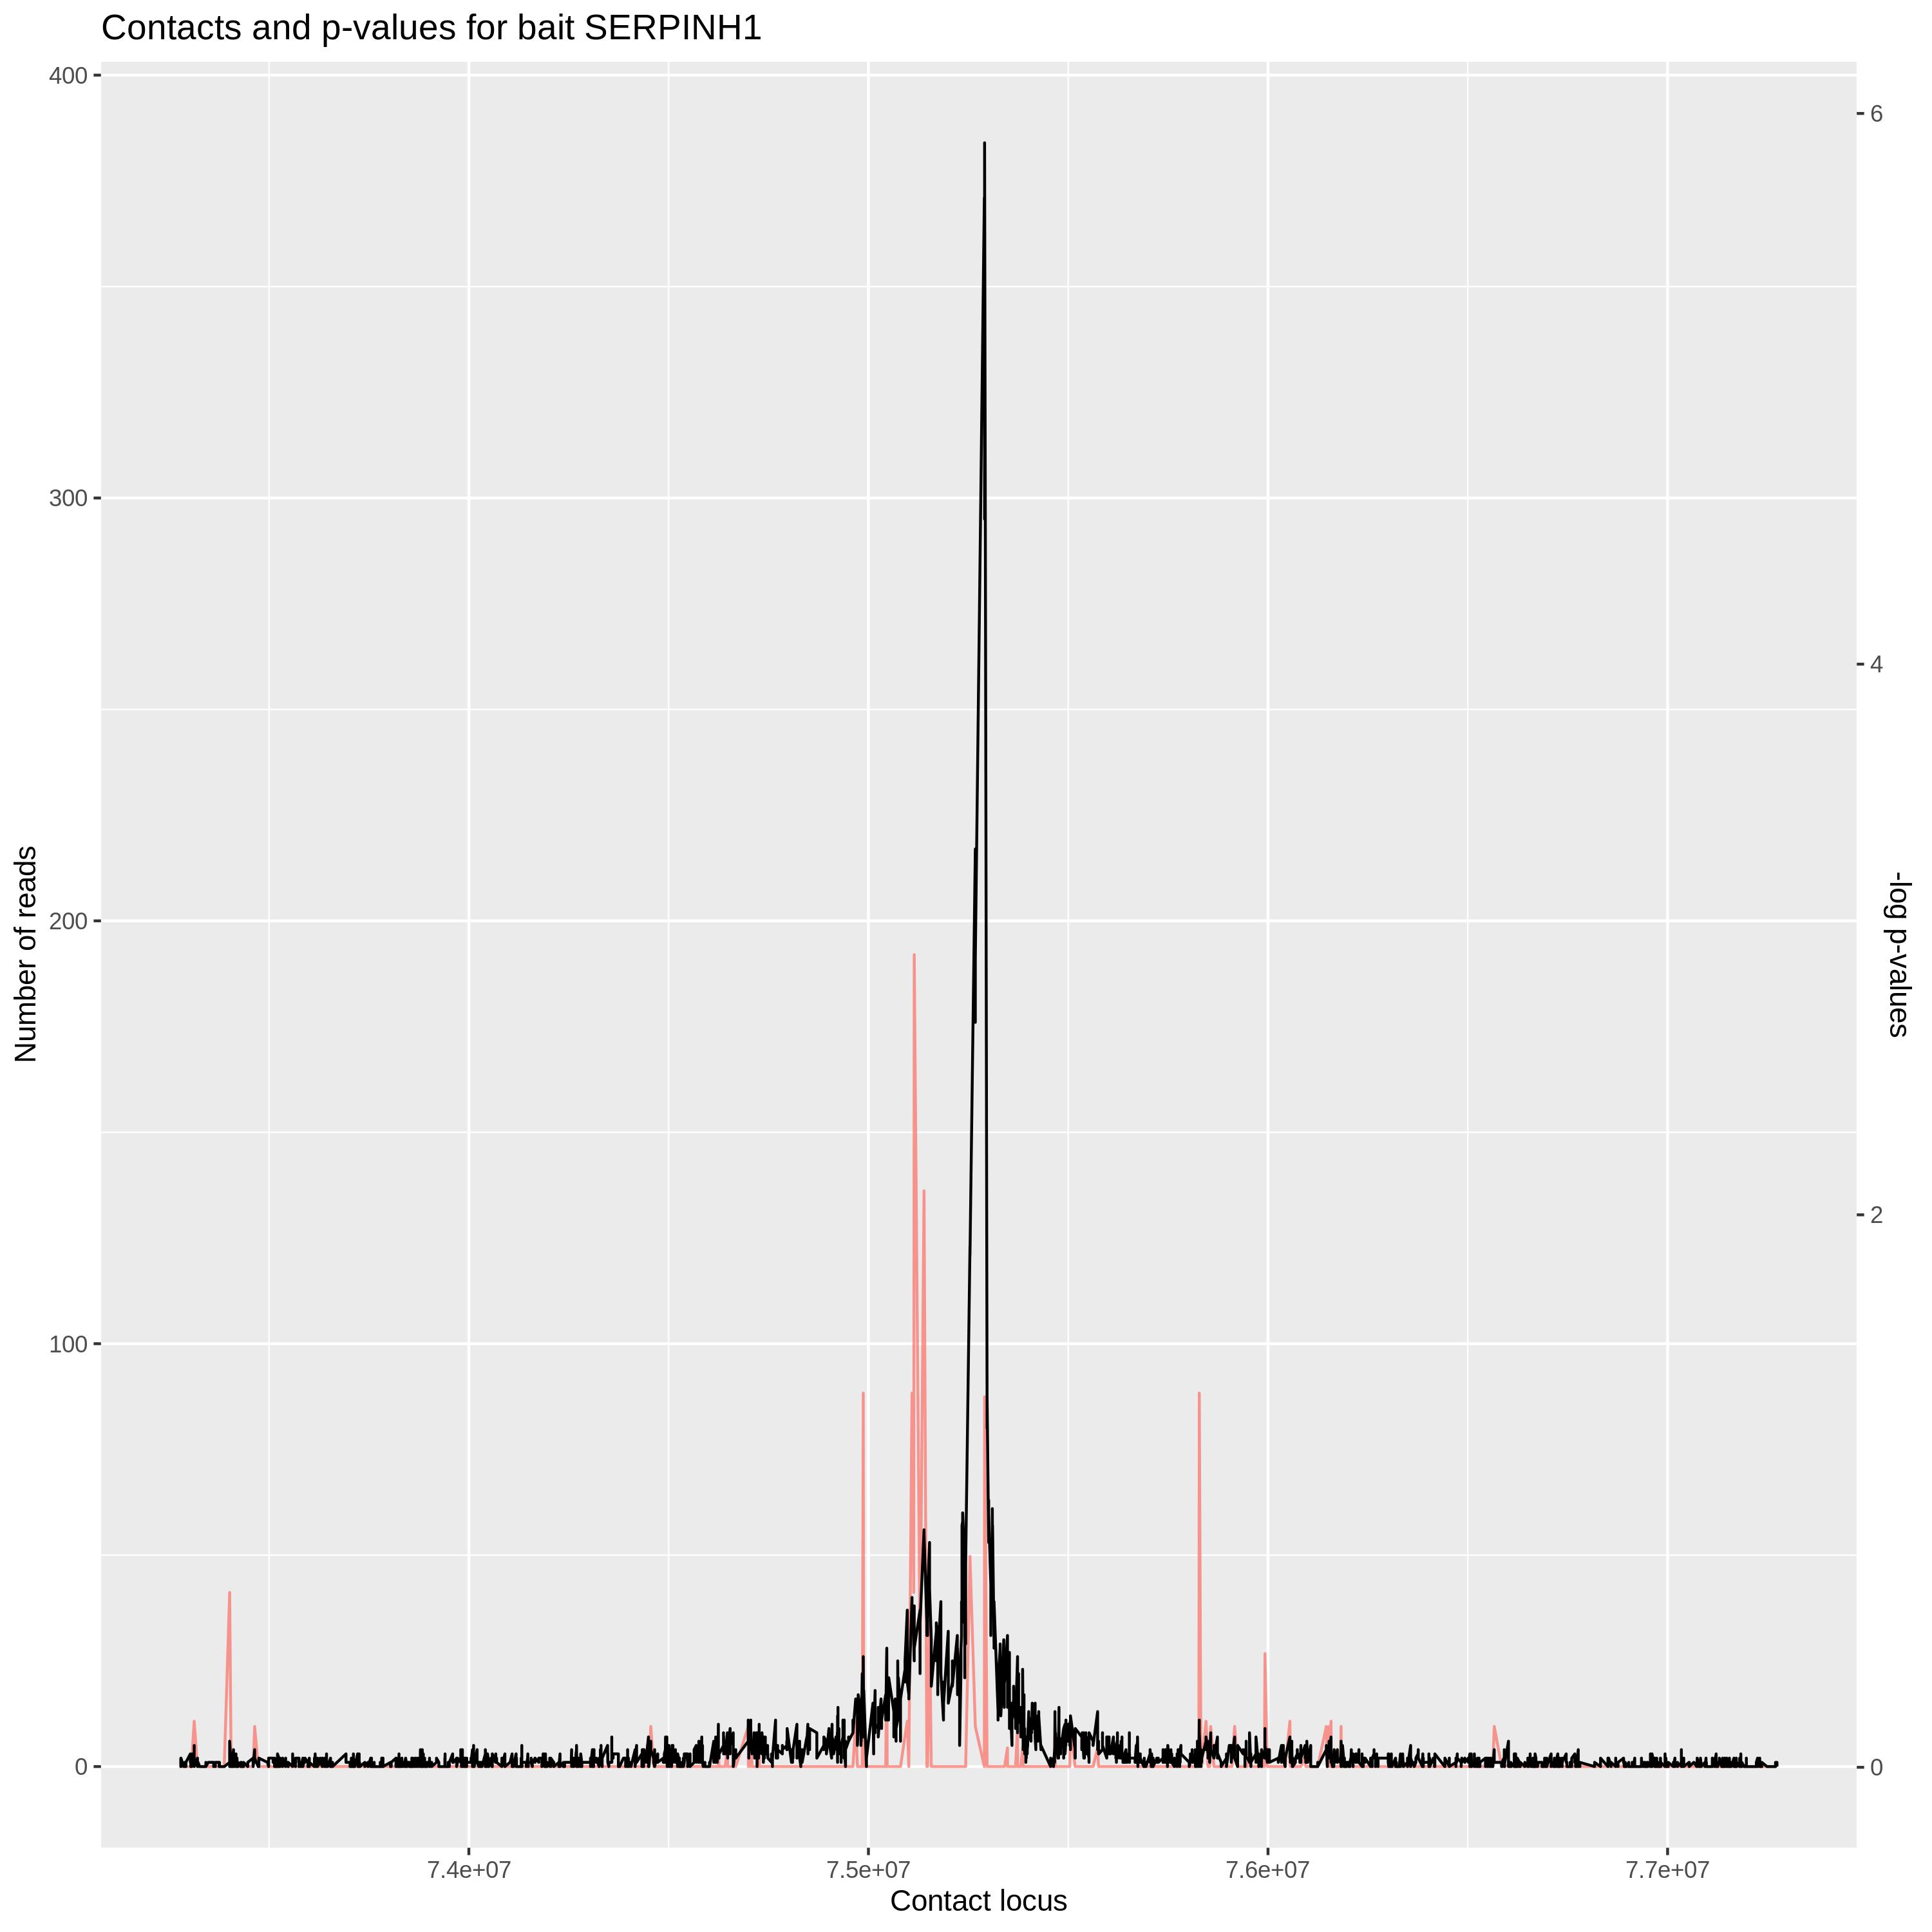 Contacts and p-values for bait SERPINH1
400
300
200
100
0
Number of reads
6
4
2
0
-log p-values
7.4e+07
7.5e+07
7.6e+07
7.7e+07
Contact locus